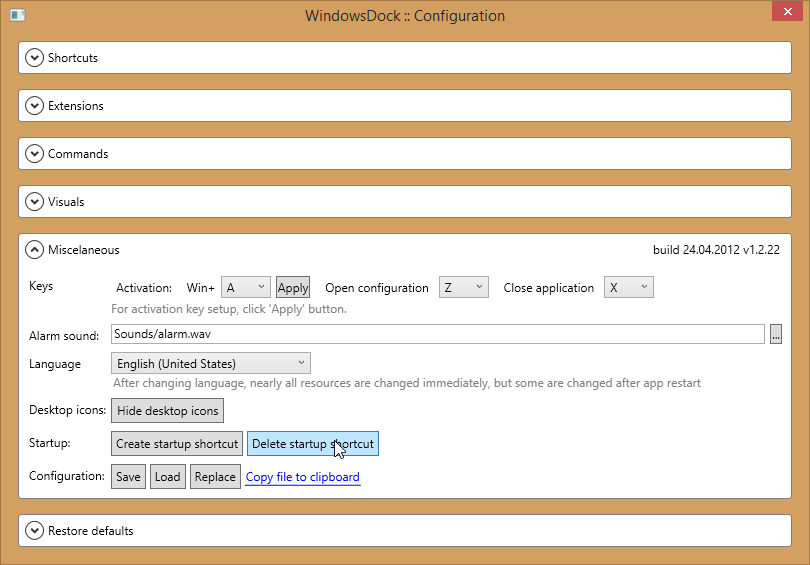 WindowsDock :: Configuration
Shortcuts
Extensions
Commands
Visuals
Miscelaneous build 24.04.2012 v1.2.22
Keys Activation: Win+ A Apply Open configuration Z Close application X
For activation key setup, click 'Apply' button.
Alarm sound: Sounds/alarm.wav ...
Language English (United States)
After changing language, nearly all resources are changed immediately, but some are changed after app restart
Desktop icons: Hide desktop icons
Startup: Create startup shortcut Delete startup shortcut
Configuration: Save Load Replace Copy file to clipboard
Restore defaults